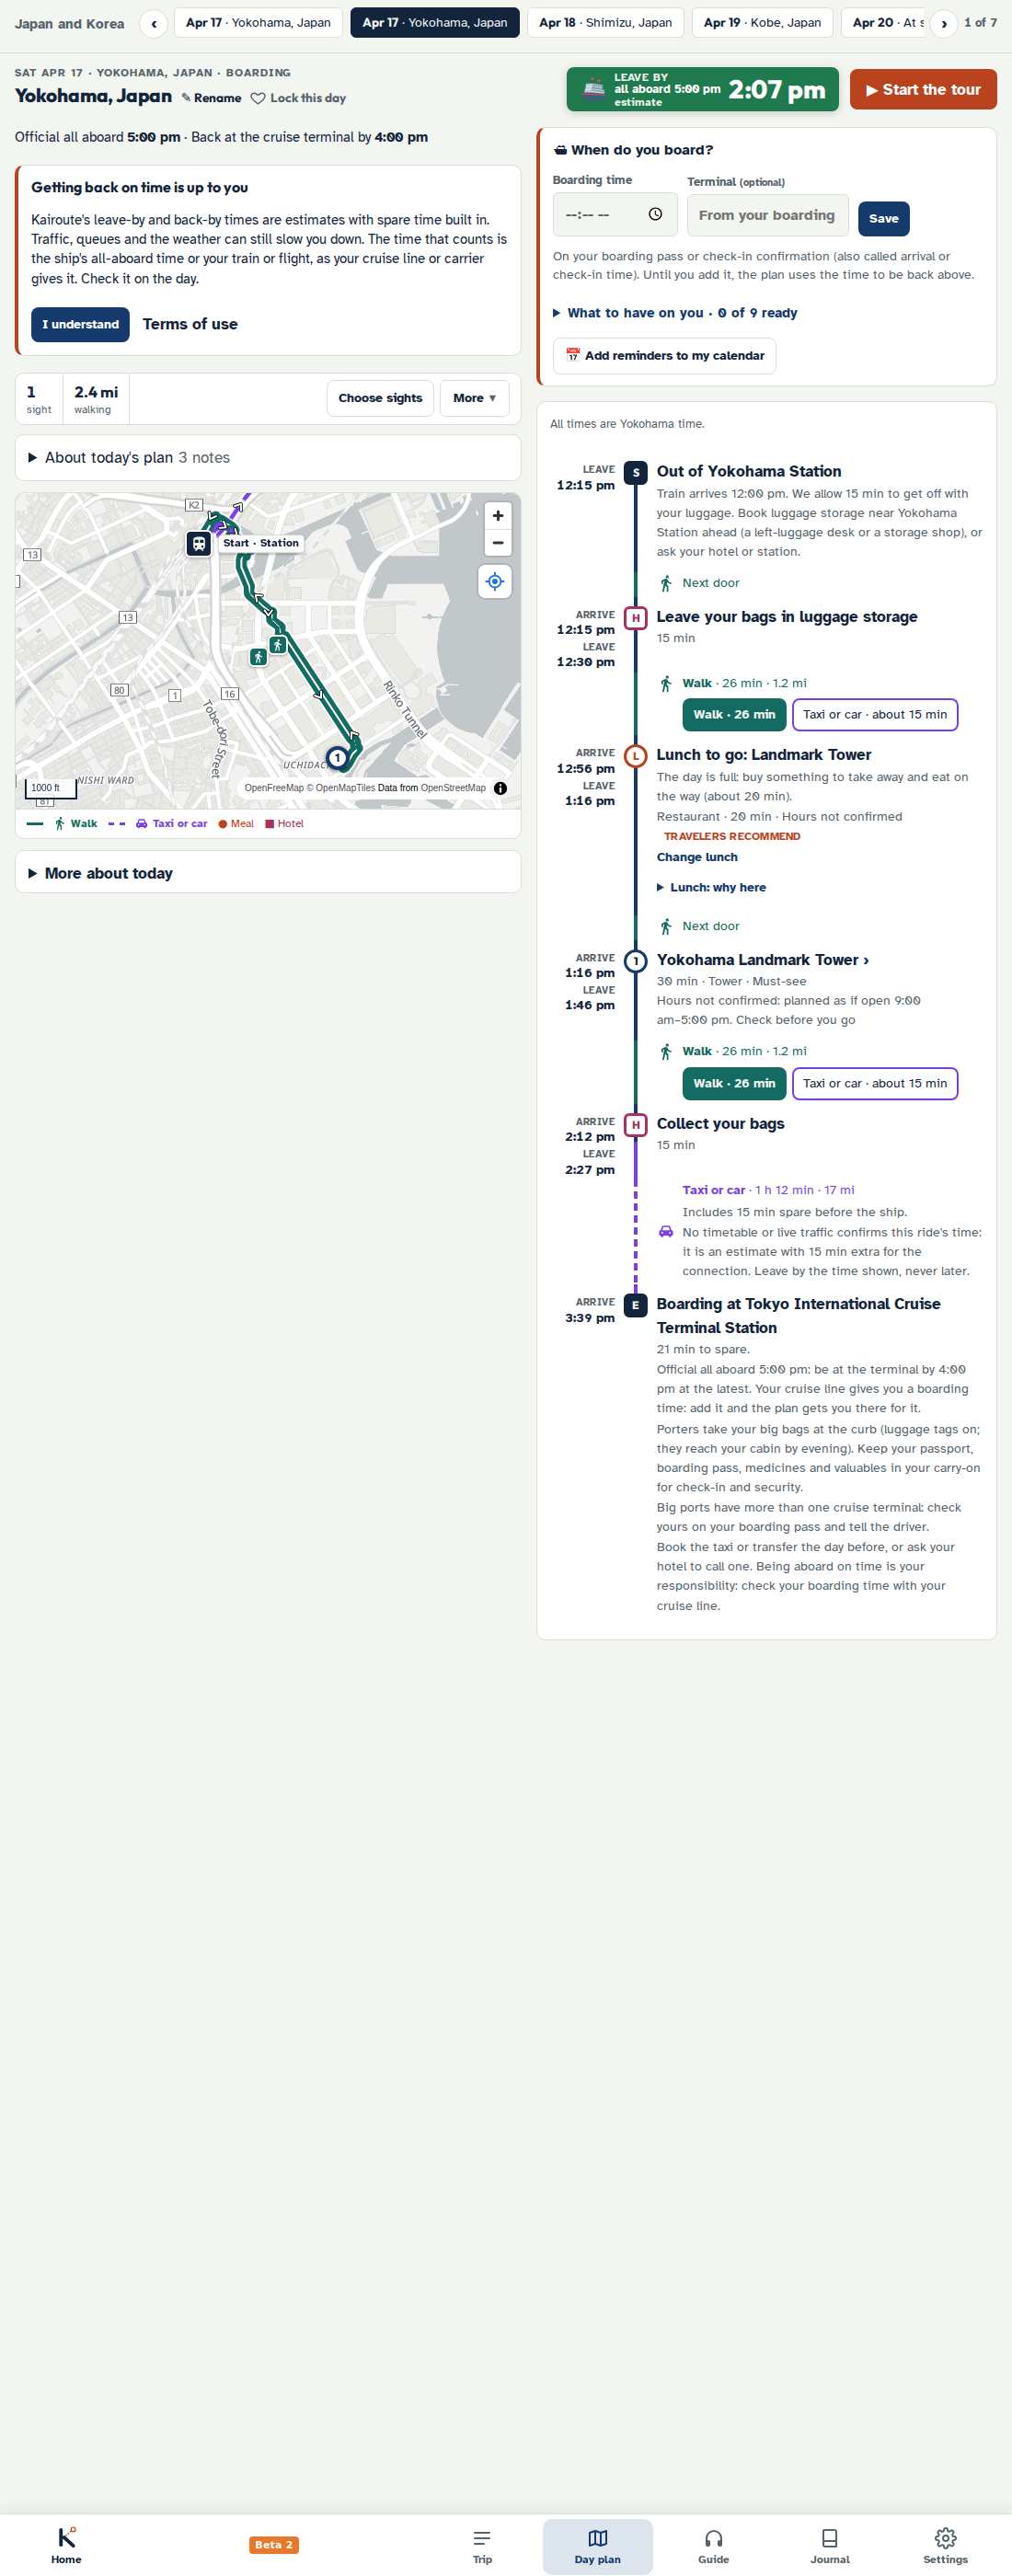 Japan and Korea
‹
Apr 17 · Yokohama, Japan
Apr 17 · Yokohama, Japan
Apr 18 · Shimizu, Japan
Apr 19 · Kobe, Japan
Apr 20 · At s
›
1 of 7
SAT APR 17 · YOKOHAMA, JAPAN · BOARDING
Yokohama, Japan ✎ Rename Lock this day
LEAVE BY
all aboard 5:00 pm
estimate
2:07 pm
▶ Start the tour
Official all aboard 5:00 pm · Back at the cruise terminal by 4:00 pm
Getting back on time is up to you
Kairoute's leave-by and back-by times are estimates with spare time built in.
Traffic, queues and the weather can still slow you down. The time that counts is
the ship's all-aboard time or your train or flight, as your cruise line or carrier
gives it. Check it on the day.
I understand
Terms of use
1
sight
2.4 mi
walking
Choose sights
More ▼
▶ About today's plan 3 notes
K2
Start · Station
13
13
80
1
16
Tobe-dori Street
Rinko Tunnel
1
UCHIDAC
NISHI WARD
1000 ft
81
+
−
OpenFreeMap © OpenMapTiles Data from OpenStreetMap
Walk
Taxi or car
Meal
Hotel
▶ More about today
When do you board?
Boarding time
Terminal (optional)
--:-- --
From your boarding
Save
On your boarding pass or check-in confirmation (also called arrival or
check-in time). Until you add it, the plan uses the time to be back above.
▶ What to have on you · 0 of 9 ready
Add reminders to my calendar
All times are Yokohama time.
LEAVE
12:15 pm
S
Out of Yokohama Station
Train arrives 12:00 pm. We allow 15 min to get off with
your luggage. Book luggage storage near Yokohama
Station ahead (a left-luggage desk or a storage shop), or
ask your hotel or station.
Next door
ARRIVE
12:15 pm
LEAVE
12:30 pm
H
Leave your bags in luggage storage
15 min
Walk · 26 min · 1.2 mi
Walk · 26 min
Taxi or car · about 15 min
ARRIVE
12:56 pm
LEAVE
1:16 pm
L
Lunch to go: Landmark Tower
The day is full: buy something to take away and eat on
the way (about 20 min).
Restaurant · 20 min · Hours not confirmed
TRAVELERS RECOMMEND
Change lunch
▶ Lunch: why here
Next door
ARRIVE
1:16 pm
LEAVE
1:46 pm
1
Yokohama Landmark Tower ›
30 min · Tower · Must-see
Hours not confirmed: planned as if open 9:00
am–5:00 pm. Check before you go
Walk · 26 min · 1.2 mi
Walk · 26 min
Taxi or car · about 15 min
ARRIVE
2:12 pm
LEAVE
2:27 pm
H
Collect your bags
15 min
Taxi or car · 1 h 12 min · 17 mi
Includes 15 min spare before the ship.
No timetable or live traffic confirms this ride's time:
it is an estimate with 15 min extra for the
connection. Leave by the time shown, never later.
ARRIVE
3:39 pm
E
Boarding at Tokyo International Cruise
Terminal Station
21 min to spare.
Official all aboard 5:00 pm: be at the terminal by 4:00
pm at the latest. Your cruise line gives you a boarding
time: add it and the plan gets you there for it.
Porters take your big bags at the curb (luggage tags on;
they reach your cabin by evening). Keep your passport,
boarding pass, medicines and valuables in your carry-on
for check-in and security.
Big ports have more than one cruise terminal: check
yours on your boarding pass and tell the driver.
Book the taxi or transfer the day before, or ask your
hotel to call one. Being aboard on time is your
responsibility: check your boarding time with your
cruise line.
Home
Beta 2
Trip
Day plan
Guide
Journal
Settings